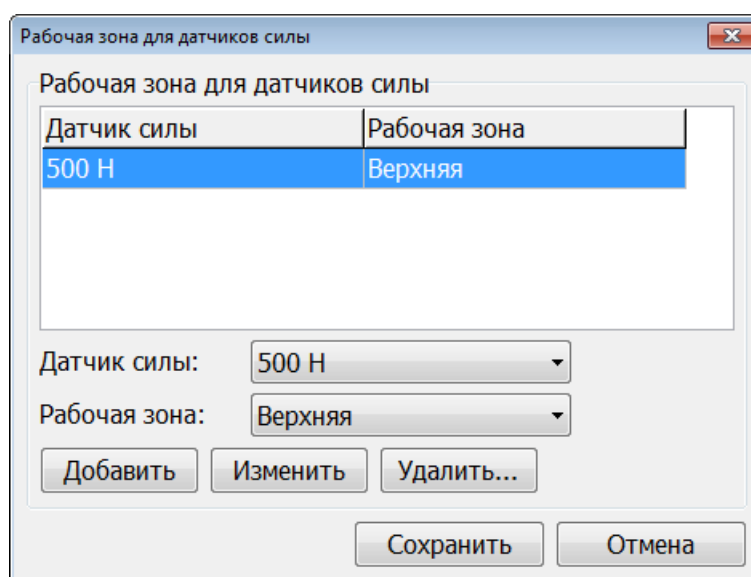 Рабочая зона для датчиков силы
Рабочая зона для датчиков силы
Датчик силы Рабочая зона
500 Н Верхняя
Датчик силы: 500 Н
Рабочая зона: Верхняя
Добавить Изменить Удалить...
Сохранить Отмена